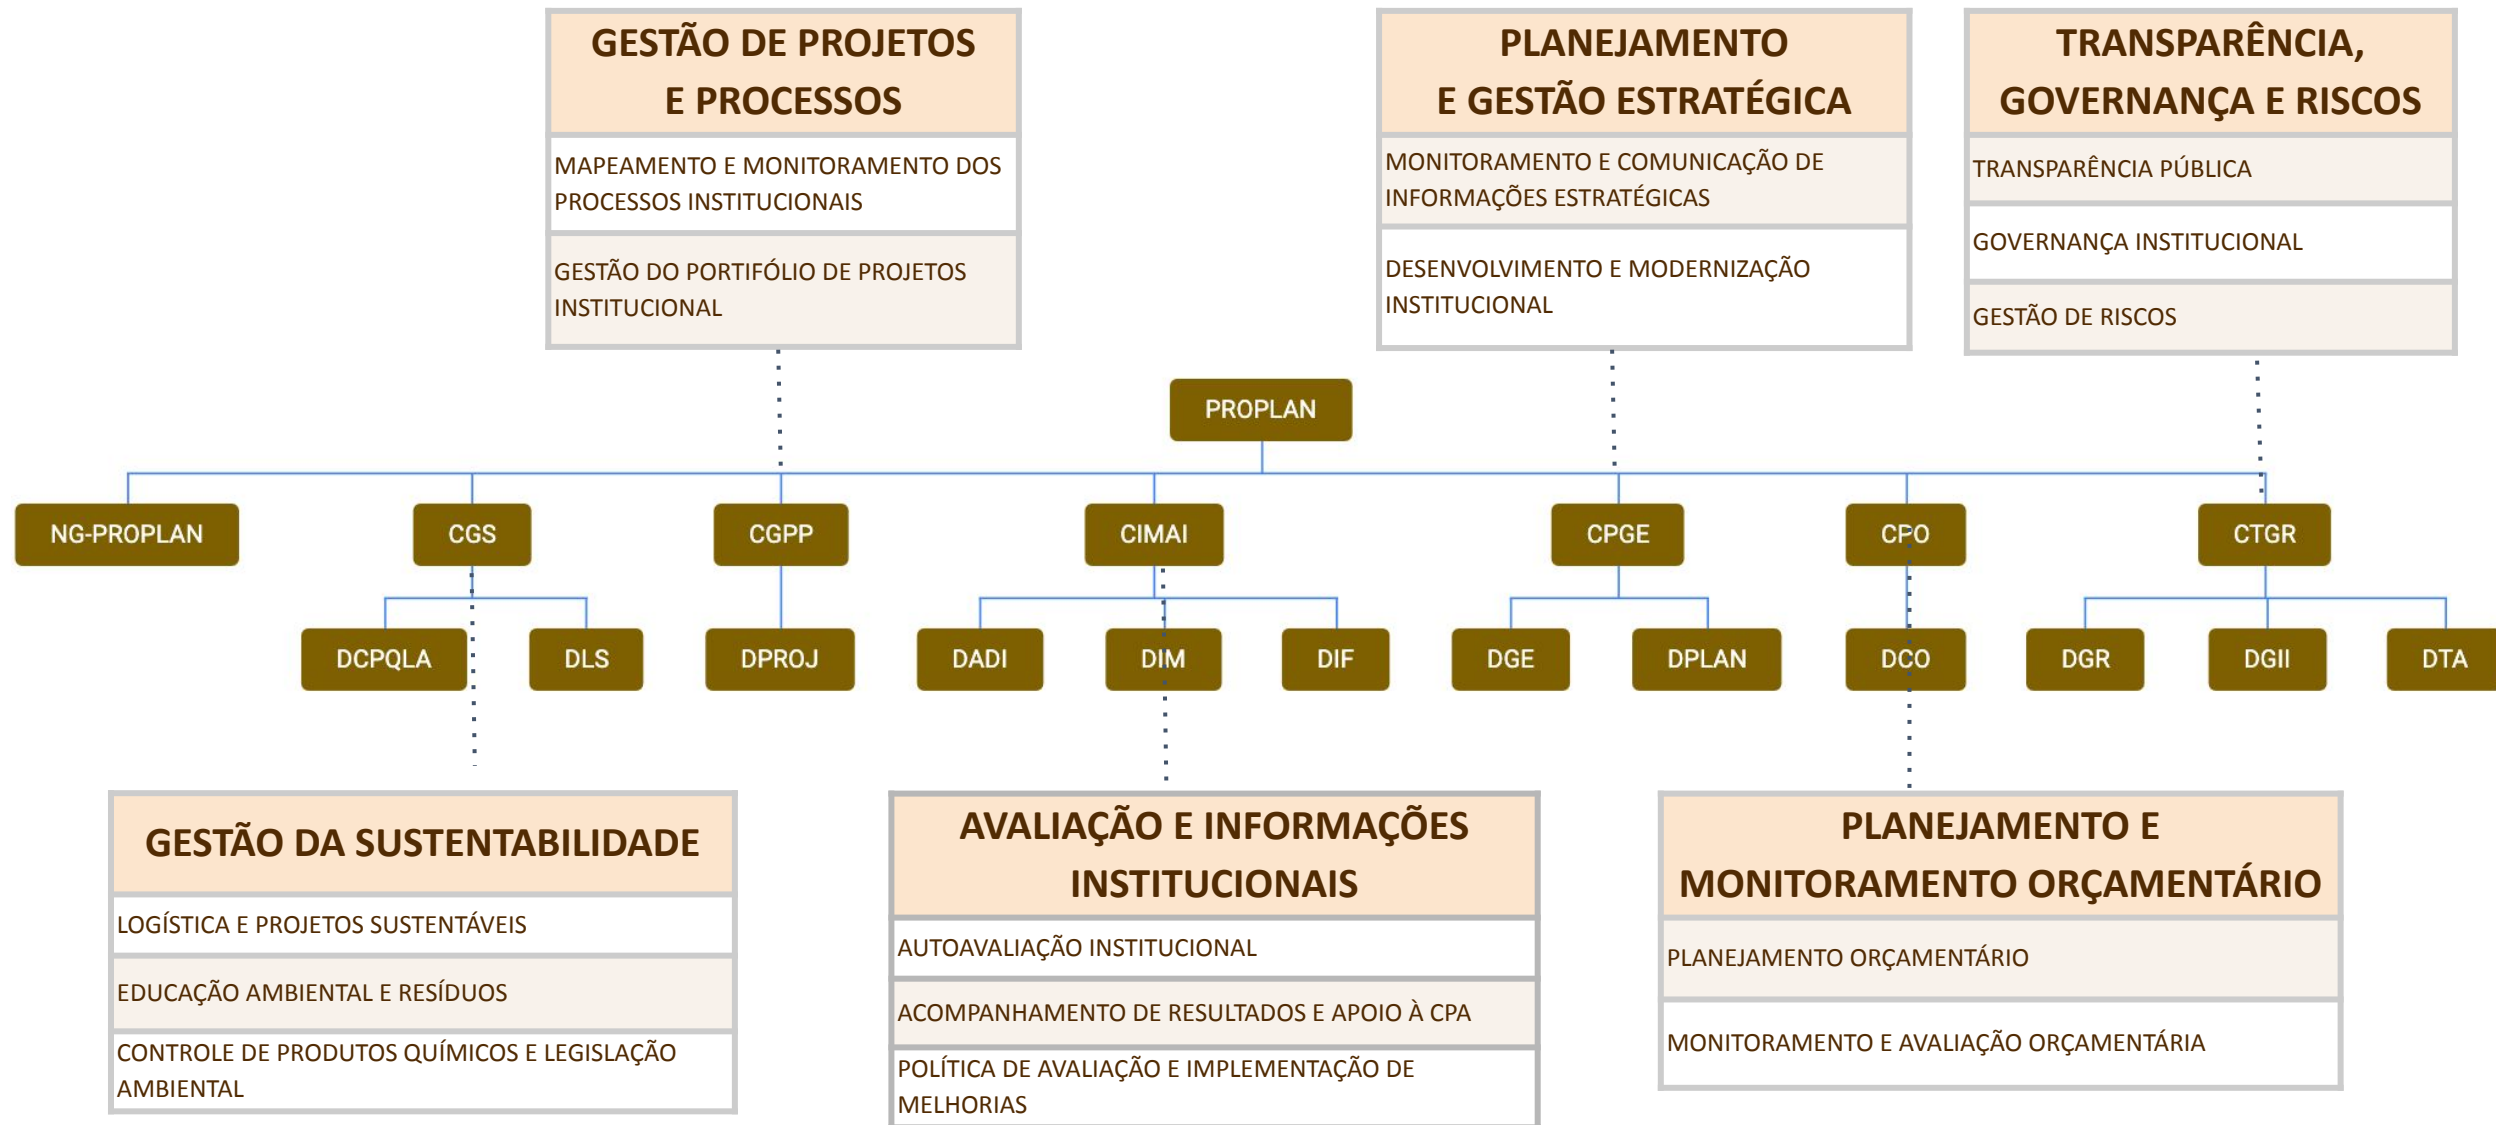 GESTÃO DE PROJETOS
E PROCESSOS
MAPEAMENTO E MONITORAMENTO DOS
PROCESSOS INSTITUCIONAIS
GESTÃO DO PORTIFÓLIO DE PROJETOS
INSTITUCIONAL
PLANEJAMENTO
E GESTÃO ESTRATÉGICA
MONITORAMENTO E COMUNICAÇÃO DE
INFORMAÇÕES ESTRATÉGICAS
DESENVOLVIMENTO E MODERNIZAÇÃO
INSTITUCIONAL
TRANSPARÊNCIA,
GOVERNANÇA E RISCOS
TRANSPARÊNCIA PÚBLICA
GOVERNANÇA INSTITUCIONAL
GESTÃO DE RISCOS
PROPLAN
NG-PROPLAN
CGS
CGPP
CIMAI
CPGE
CPO
CTGR
DCPQLA
DLS
DPROJ
DADI
DIM
DIF
DGE
DPLAN
DCO
DGR
DGII
DTA
GESTÃO DA SUSTENTABILIDADE
LOGÍSTICA E PROJETOS SUSTENTÁVEIS
EDUCAÇÃO AMBIENTAL E RESÍDUOS
CONTROLE DE PRODUTOS QUÍMICOS E LEGISLAÇÃO
AMBIENTAL
AVALIAÇÃO E INFORMAÇÕES
INSTITUCIONAIS
AUTOAVALIAÇÃO INSTITUCIONAL
ACOMPANHAMENTO DE RESULTADOS E APOIO À CPA
POLÍTICA DE AVALIAÇÃO E IMPLEMENTAÇÃO DE
MELHORIAS
PLANEJAMENTO E
MONITORAMENTO ORÇAMENTÁRIO
PLANEJAMENTO ORÇAMENTÁRIO
MONITORAMENTO E AVALIAÇÃO ORÇAMENTÁRIA